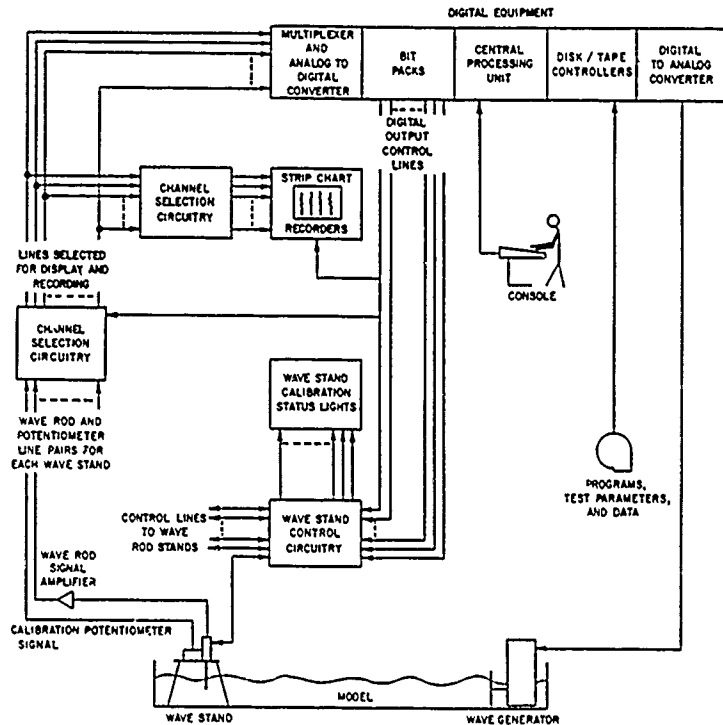 DIGITAL EQUIPMENT
MULTIPLEXER
AND
ANALOG TO
DIGITAL
CONVERTER
BIT
PACKS
CENTRAL
PROCESSING
UNIT
DISK / TAPE
CONTROLLERS
DIGITAL
TO ANALOG
CONVERTER
DIGITAL
OUTPUT
CONTROL
LINES
CHANNEL
SELECTION
CIRCUITRY
STRIP CHART
RECORDERS
LINES SELECTED
FOR DISPLAY AND
RECORDING
CONSOLE
CHANNEL
SELECTION
CIRCUITRY
WAVE STAND
CALIBRATION
STATUS LIGHTS
WAVE ROD AND
POTENTIOMETER
LINE PAIRS FOR
EACH WAVE STAND
PROGRAMS,
TEST PARAMETERS,
AND DATA
CONTROL LINES
TO WAVE
ROD STANDS
WAVE STAND
CONTROL
CIRCUITRY
WAVE ROD
SIGNAL
AMPLIFIER
CALIBRATION POTENTIOMETER
SIGNAL
MODEL
WAVE STAND
WAVE GENERATOR